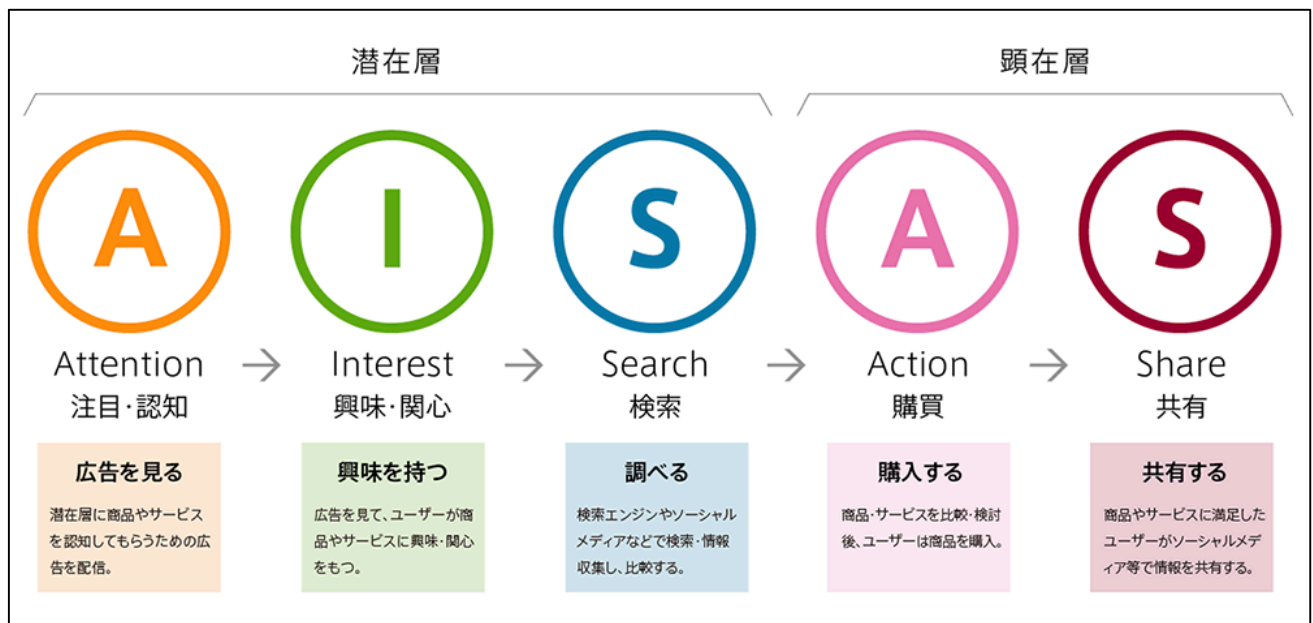 潜在層
顕在層
A
I
S
A
S
Attention
Interest
Search
Action
Share
注目・認知
興味・関心
検索
購買
共有
広告を見る
潜在層に商品やサービス
を認知してもらうための広
告を配信。
興味を持つ
広告を見て、ユーザーが商
品やサービスに興味・関心
をもつ。
調べる
検索エンジンやソーシャル
メディアなどで検索・情報
収集し、比較する。
購入する
商品・サービスを比較・検討
後、ユーザーは商品を購入。
共有する
商品やサービスに満足した
ユーザーがソーシャルメデ
ィア等で情報を共有する。